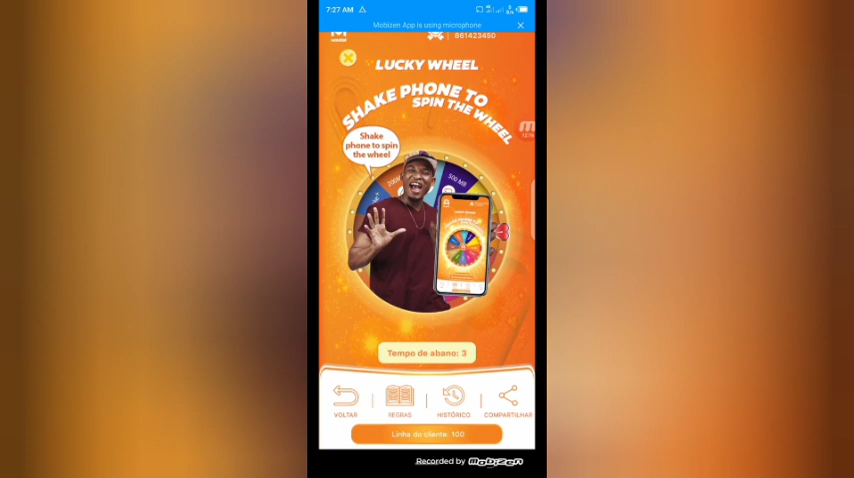 7:27 AM
Mobizen App is using microphone
861423450
LUCKY WHEEL
SHAKE PHONE TO
SPIN THE WHEEL
Shake
phone to spin
the wheel
500 MB
Tempo de abano: 3
VOLTAR
REGRAS
HISTÓRICO
COMPARTILHAR
Linha do cliente: 100
Recorded by mobizen